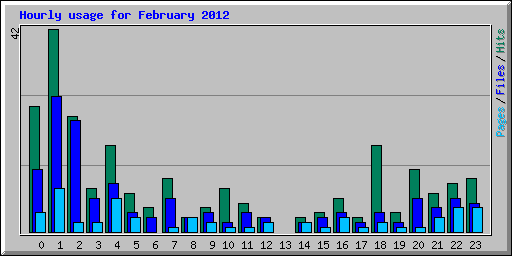 Hourly usage for February 2012
42
Pages/Files/Hits
0 1 2 3 4 5 6 7 8 9 10 11 12 13 14 15 16 17 18 19 20 21 22 23